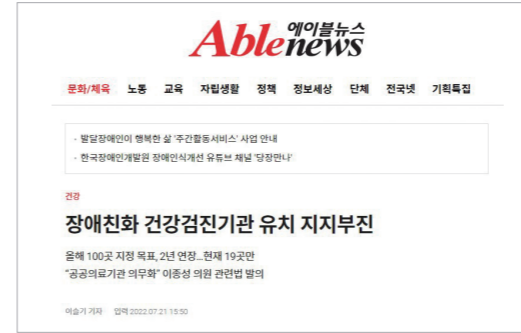 Able 에이블뉴스
news
문화/체육 노동 교육 자립생활 정책 정보세상 단체 전국넷 기획특집
· 발달장애인이 행복한 삶 '주간활동서비스' 사업 안내
· 한국장애인개발원 장애인식개선 유튜브 채널 '당장만나'
건강
장애친화 건강검진기관 유치 지지부진
올해 100곳 지정 목표, 2년 연장…현재 19곳만
"공공의료기관 의무화" 이종성 의원 관련법 발의
이슬기 기자 입력 2022.07.21 15:50